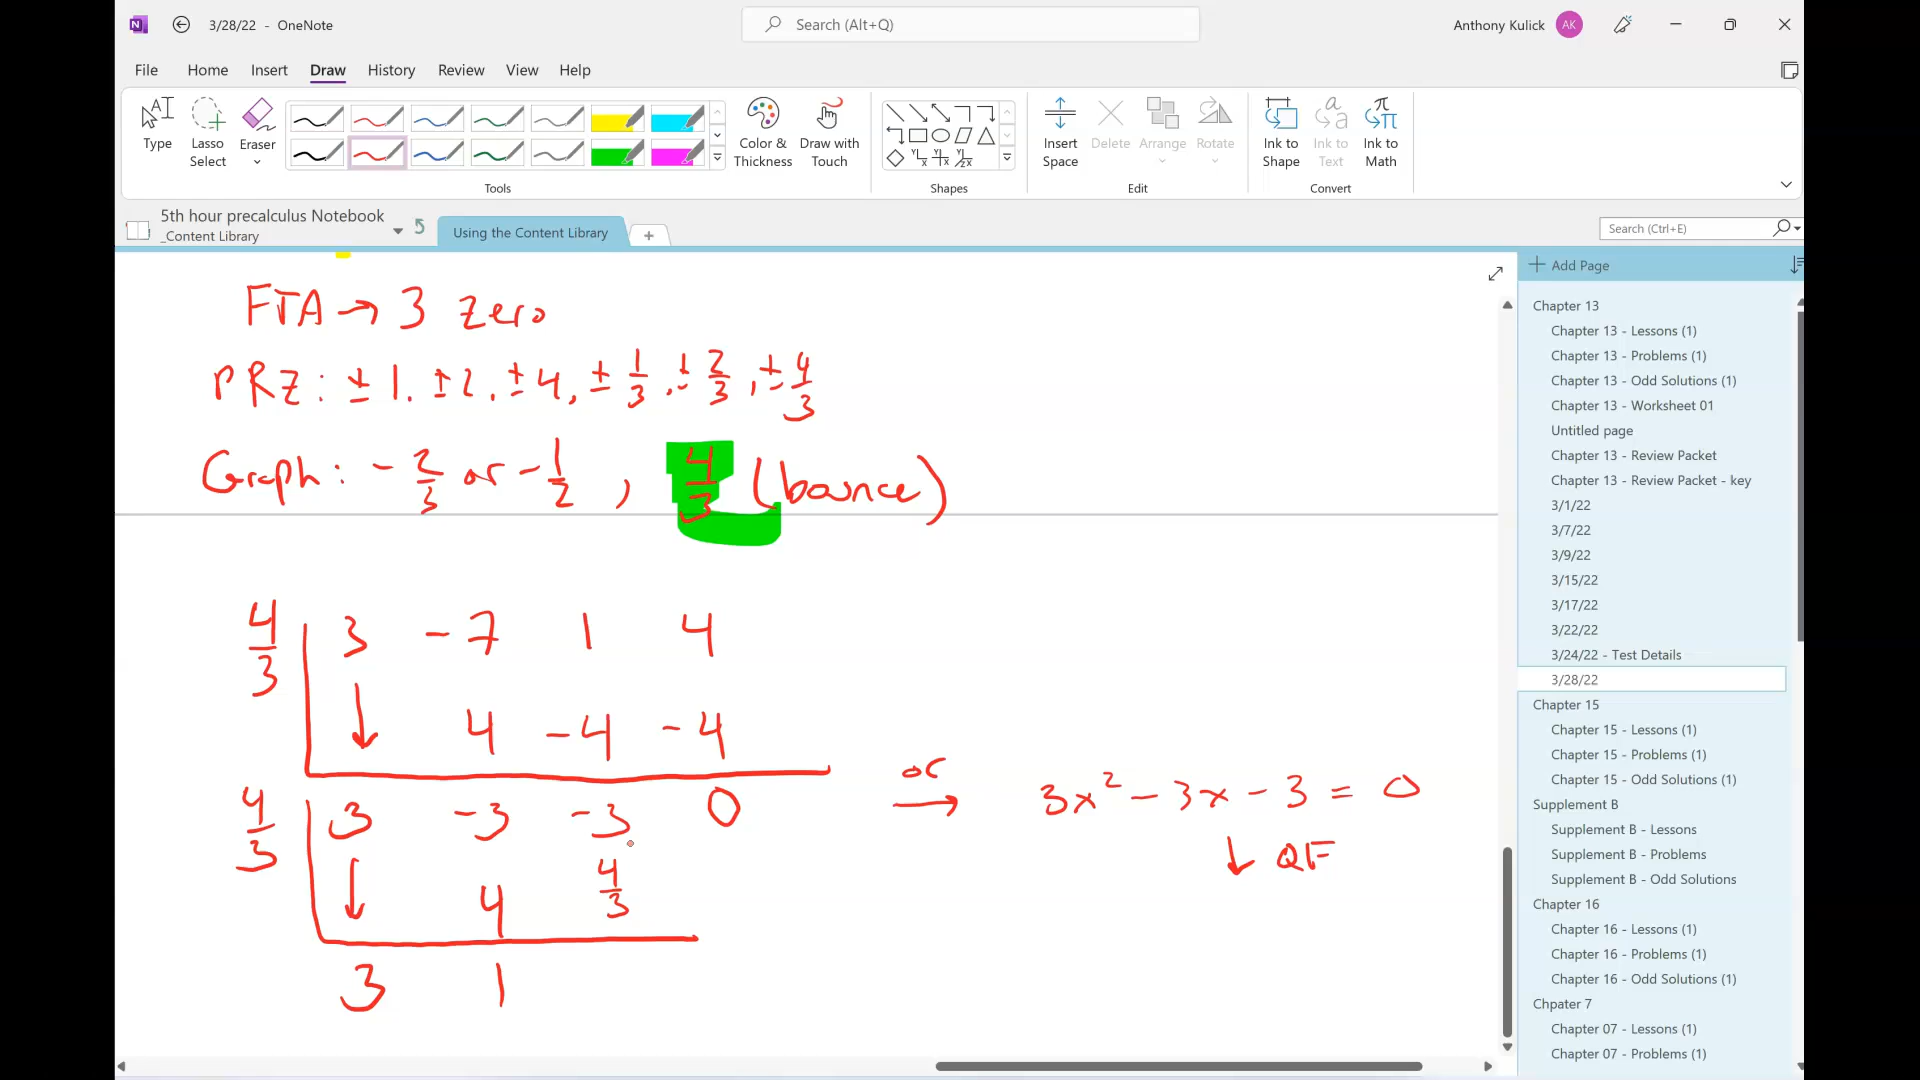 3/28/22 - OneNote
Search (Alt+Q)
Anthony Kulick AK
File Home Insert Draw History Review View Help
Type
Lasso Select
Eraser
Color & Thickness
Draw with Touch
Insert Space
Delete
Arrange
Rotate
Ink to Shape
Ink to Text
Ink to Math
Tools
Shapes
Edit
Convert
5th hour precalculus Notebook
_Content Library
Using the Content Library
Search (Ctrl+E)
FTA → 3 zero
PRZ: ± 1, ± 2, ± 4, ± 1/3, ± 2/3, ± 4/3
Graph: - 2/3 or - 1/2, 4/3 (bounce)
4/3 3 -7 1 4
↓ 4 -4 -4
4/3 3 -3 -3 0 or → 3x² - 3x - 3 = 0
↓ QF
↓ 4 4/3
3 1
Add Page
Chapter 13
Chapter 13 - Lessons (1)
Chapter 13 - Problems (1)
Chapter 13 - Odd Solutions (1)
Chapter 13 - Worksheet 01
Untitled page
Chapter 13 - Review Packet
Chapter 13 - Review Packet - key
3/1/22
3/7/22
3/9/22
3/15/22
3/17/22
3/22/22
3/24/22 - Test Details
3/28/22
Chapter 15
Chapter 15 - Lessons (1)
Chapter 15 - Problems (1)
Chapter 15 - Odd Solutions (1)
Supplement B
Supplement B - Lessons
Supplement B - Problems
Supplement B - Odd Solutions
Chapter 16
Chapter 16 - Lessons (1)
Chapter 16 - Problems (1)
Chapter 16 - Odd Solutions (1)
Chpater 7
Chapter 07 - Lessons (1)
Chapter 07 - Problems (1)